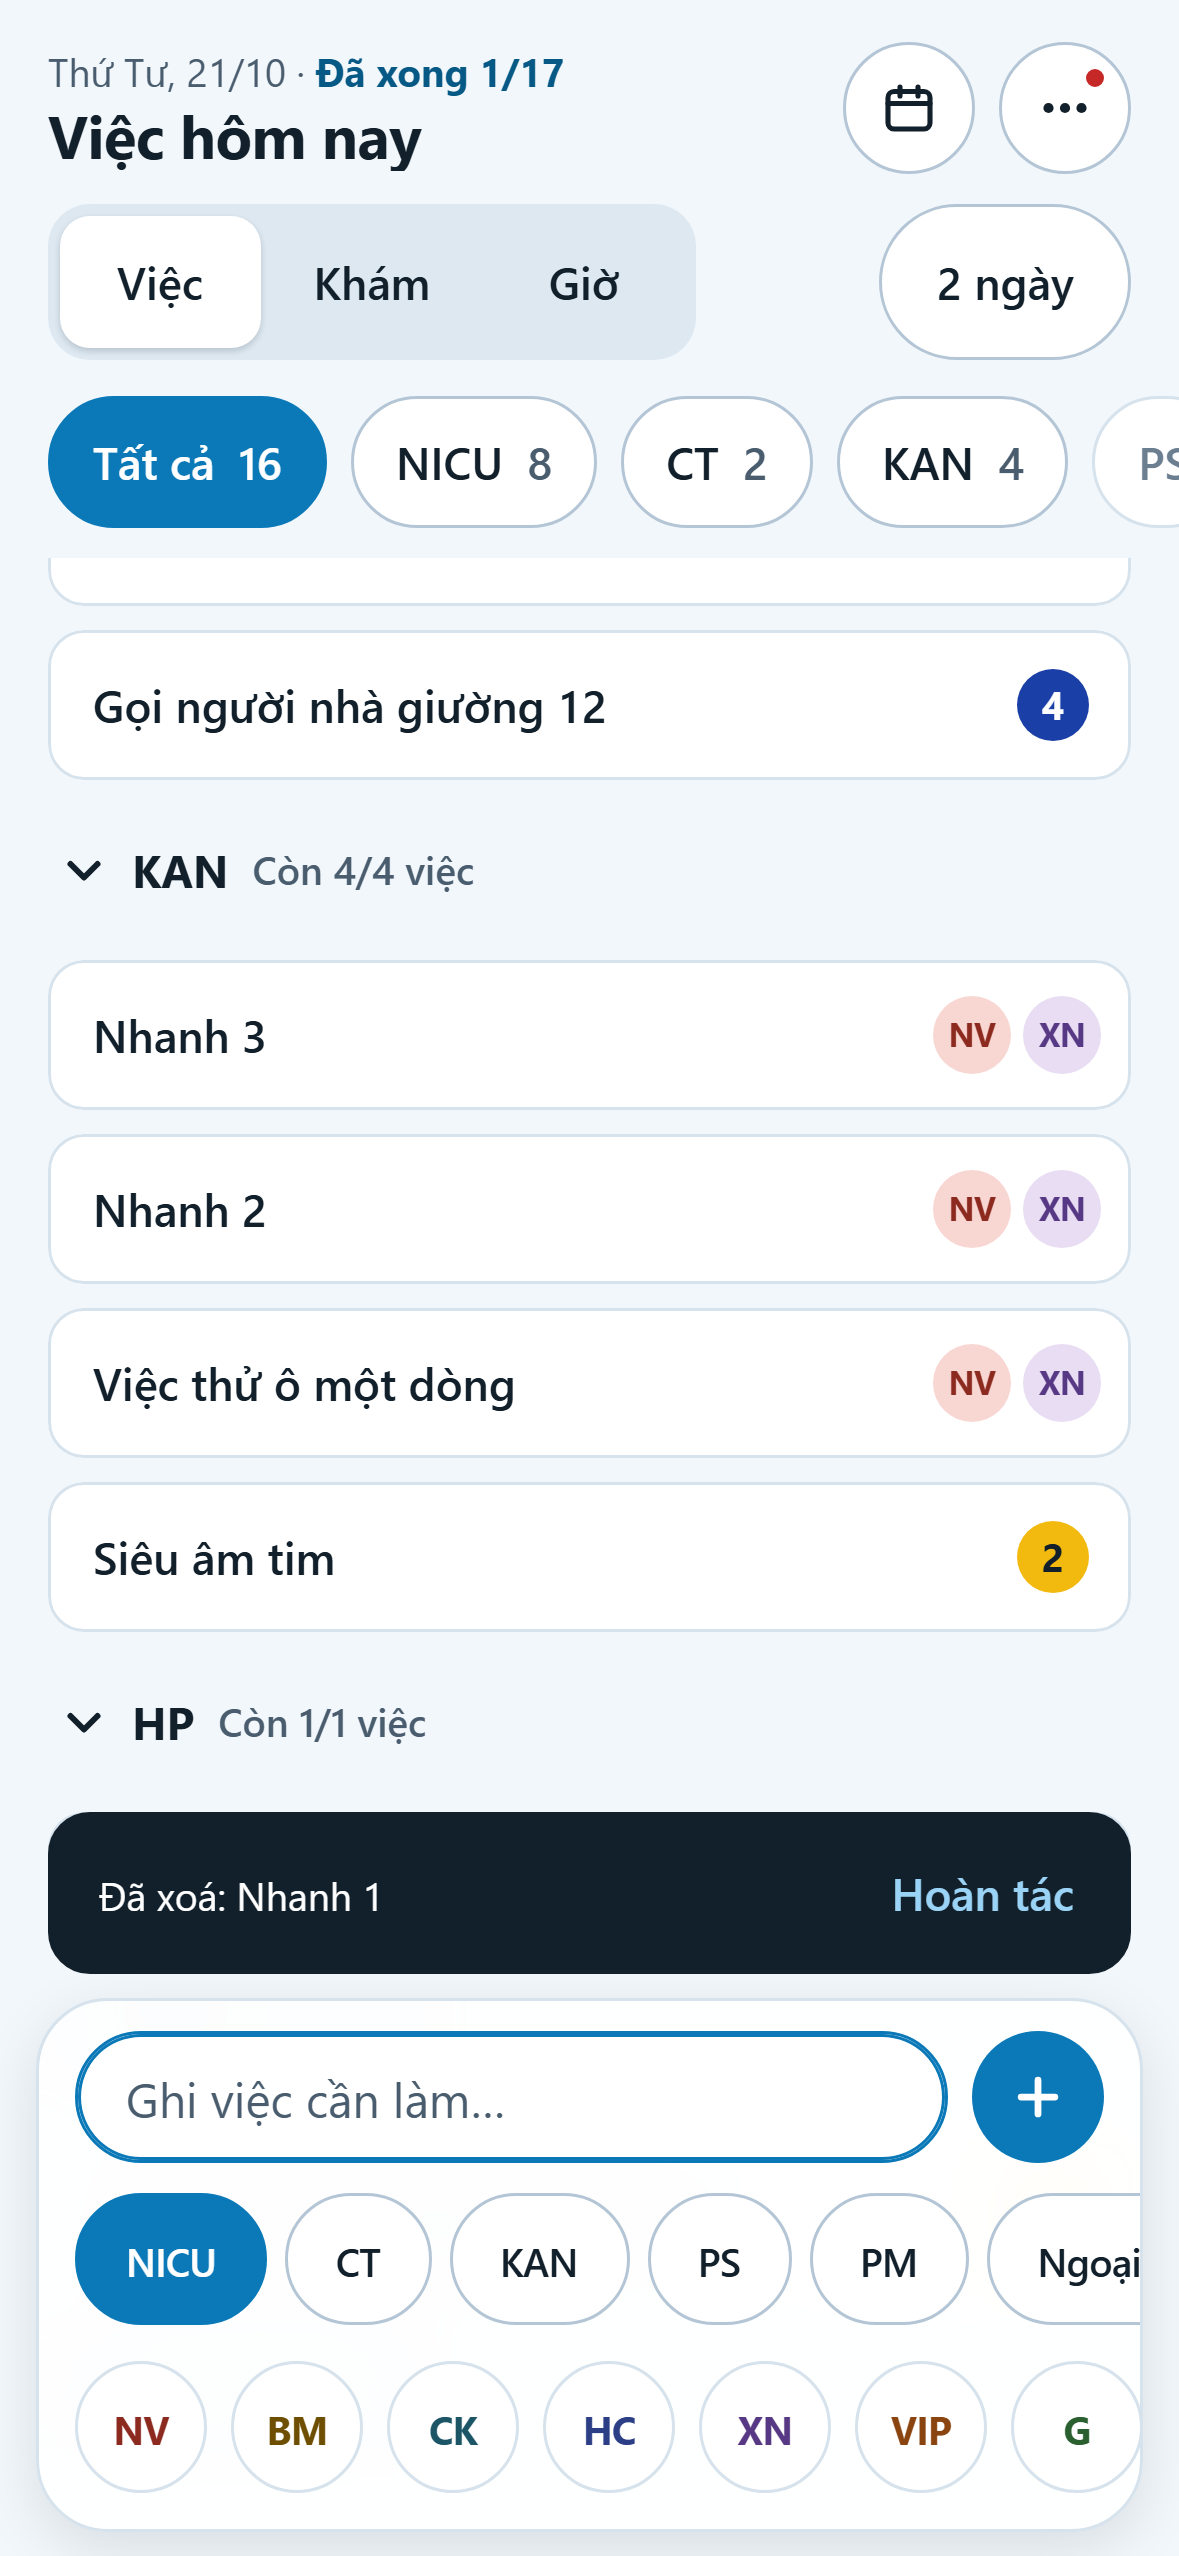 Thứ Tư, 21/10 · Đã xong 1/17
Việc hôm nay
Việc Khám Giờ 2 ngày
Tất cả 16 NICU 8 CT 2 KAN 4 PS
Gọi người nhà giường 12 4
KAN Còn 4/4 việc
Nhanh 3 NV XN
Nhanh 2 NV XN
Việc thử ô một dòng NV XN
Siêu âm tim 2
HP Còn 1/1 việc
Đã xoá: Nhanh 1 Hoàn tác
Ghi việc cần làm...
NICU CT KAN PS PM Ngoại
NV BM CK HC XN VIP G